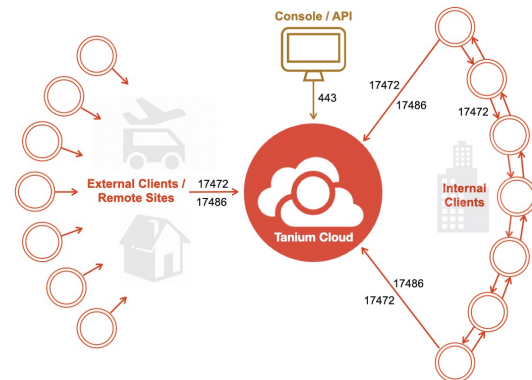 Console / API
443
17472
17486
17472
External Clients /
Remote Sites
17472
17486
Tanium Cloud
Internal
Clients
17486
17472